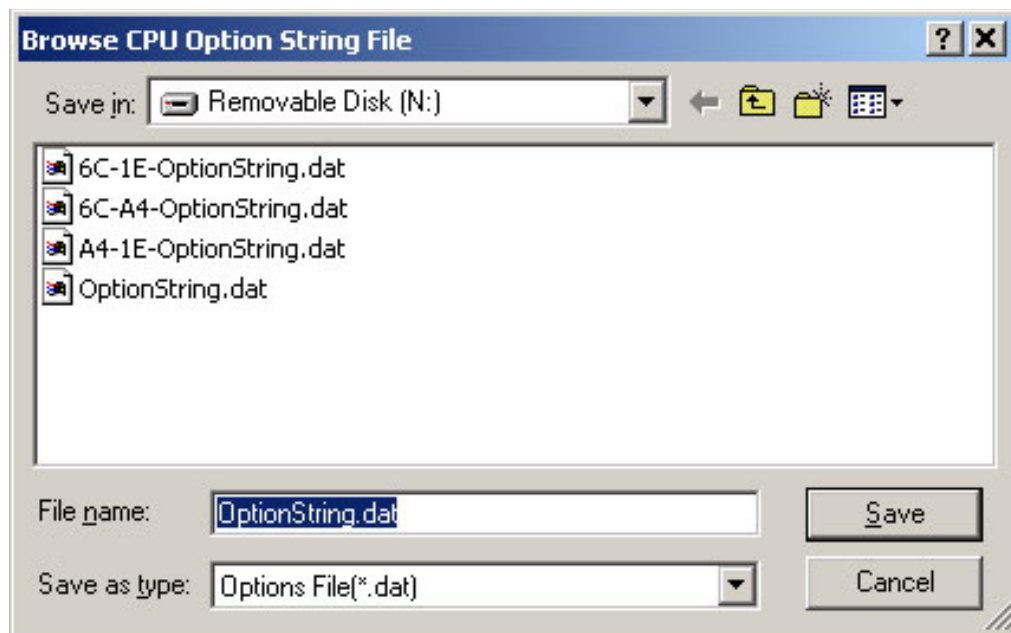 Browse CPU Option String File
Save in: Removable Disk (N:)
6C-1E-OptionString.dat
6C-A4-OptionString.dat
A4-1E-OptionString.dat
OptionString.dat
File name: OptionString.dat Save
Save as type: Options File(*.dat) Cancel